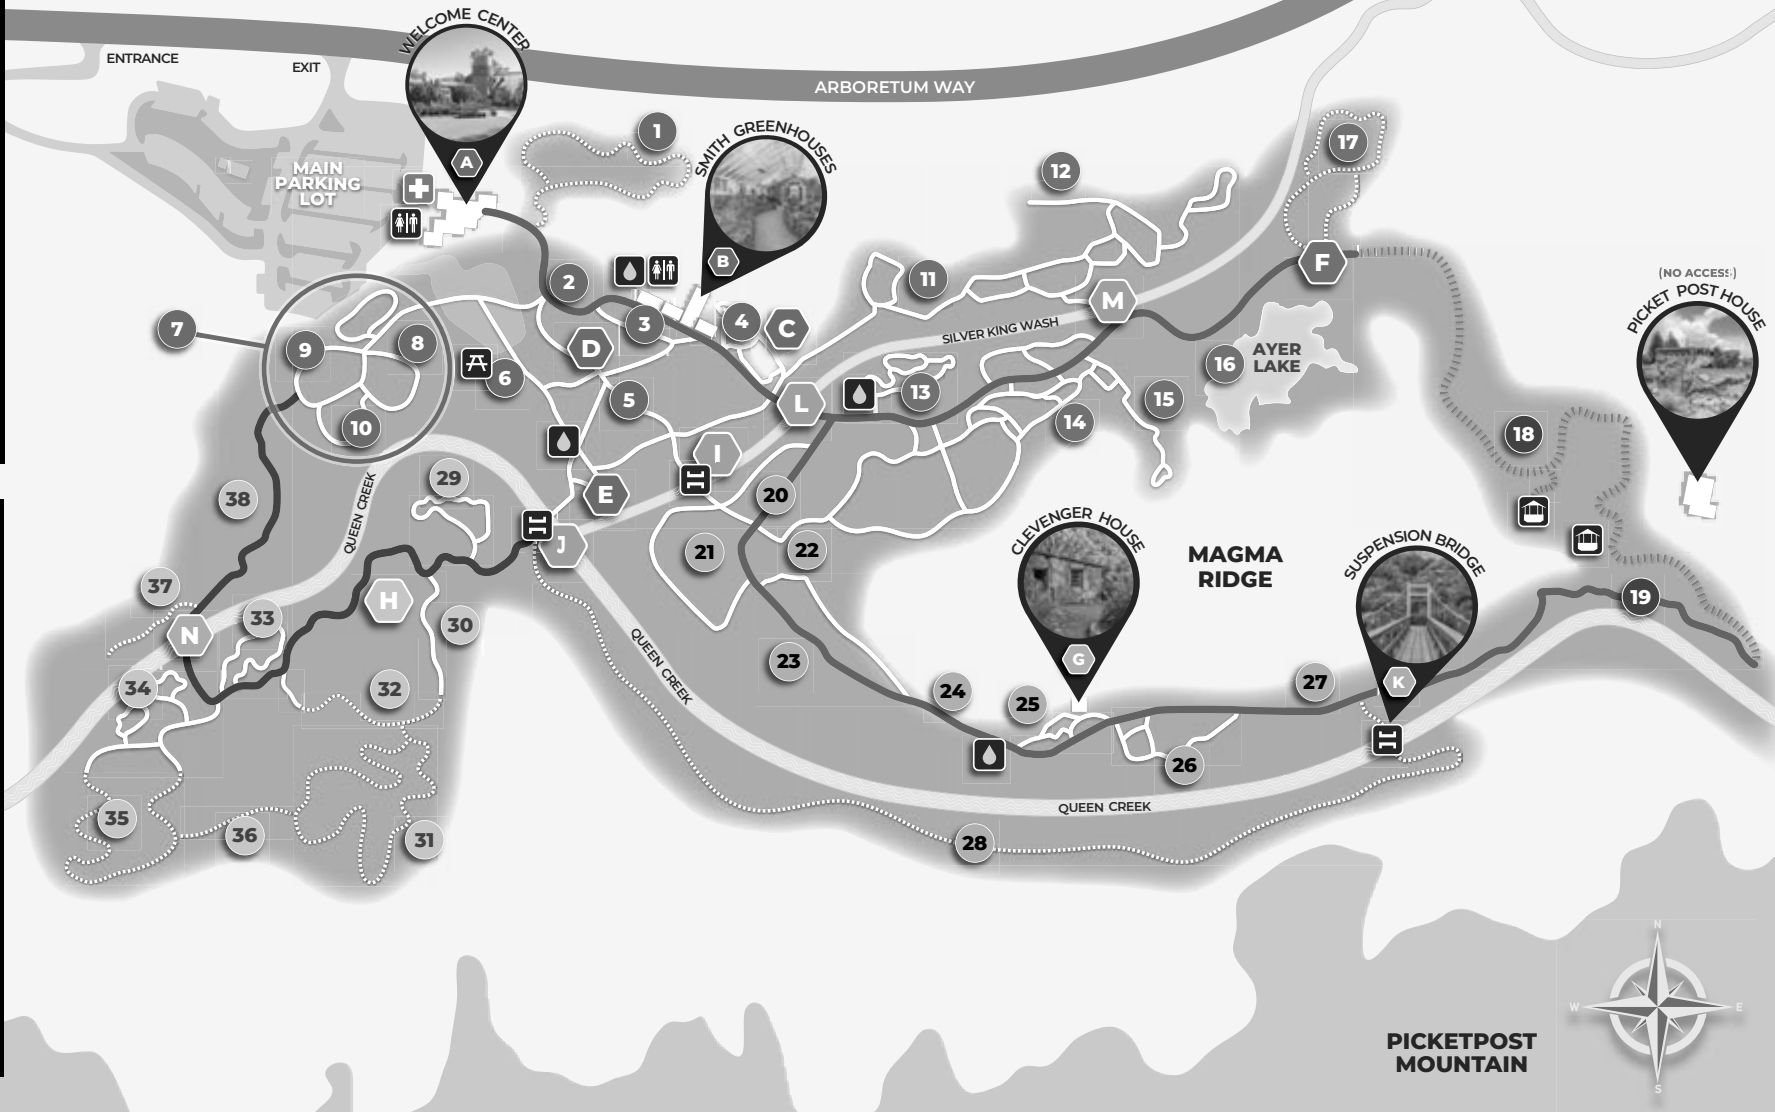 WELCOME CENTER
ENTRANCE
EXIT
ARBORETUM WAY
A
1
SMITH GREENHOUSES
B
MAIN
PARKING
LOT
12
17
2
11
F
(NO ACCESS)
PICKET POST HOUSE
M
7
3
4
C
SILVER KING WASH
9
8
D
6
16
AYER
LAKE
13
5
L
15
10
14
18
I
29
38
E
20
QUEEN CREEK
J
21
22
CLEVENGER HOUSE
MAGMA
RIDGE
SUSPENSION BRIDGE
37
H
19
33
30
N
QUEEN CREEK
23
G
34
32
24
25
27
K
26
QUEEN CREEK
35
36
31
28
PICKETPOST
MOUNTAIN
N
W
E
S